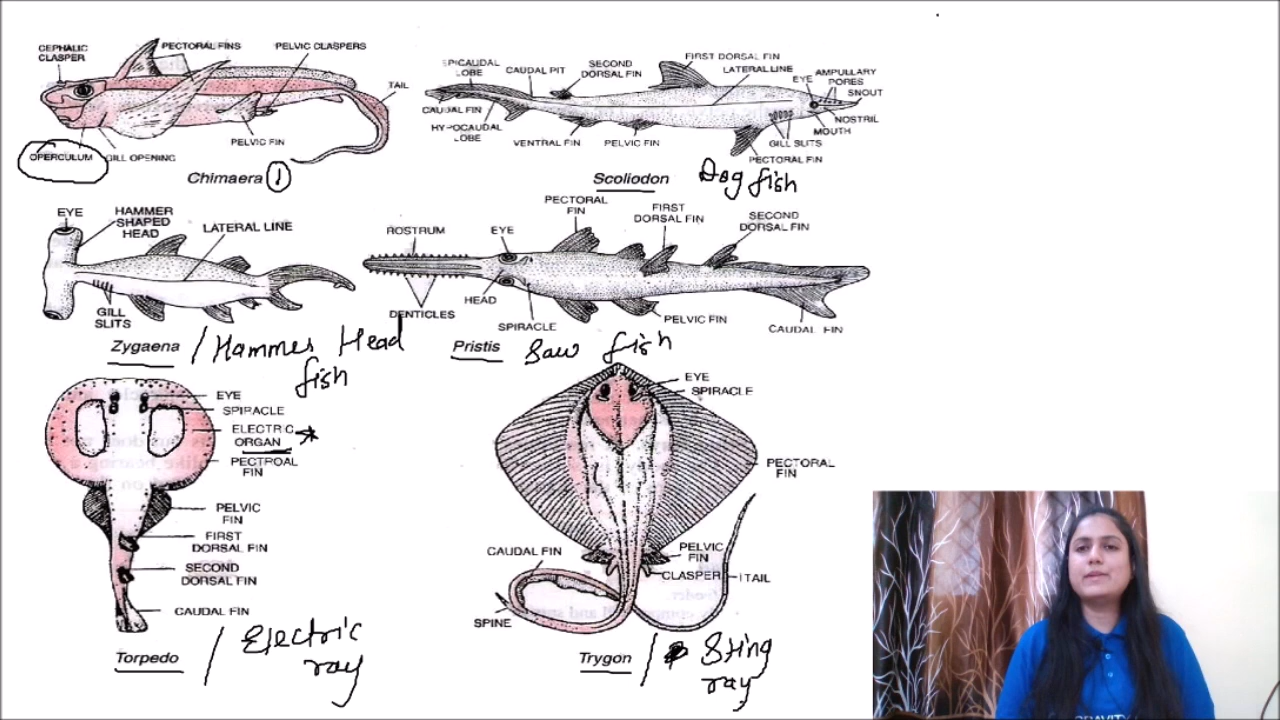 CEPHALIC
CLASPER
PECTORAL FINS
PELVIC CLASPERS
TAIL
PELVIC FIN
OPERCULUM
GILL OPENING
Chimaera 1
CAUDAL PIT
SECOND
DORSAL FIN
FIRST DORSAL FIN
LATERAL LINE
EYE
AMPULLARY
PORES
SNOUT
NOSTRIL
MOUTH
GILL SLITS
PECTORAL FIN
PELVIC FIN
VENTRAL FIN
LOBE
CAUDAL FIN
LOBE
Scoliodon Dog fish
EYE
HAMMER
SHAPED
HEAD
LATERAL LINE
GILL
SLITS
Zygaena / Hammer Head
fish
ROSTRUM
EYE
PECTORAL
FIN
FIRST
DORSAL FIN
SECOND
DORSAL FIN
DENTICLES
HEAD
SPIRACLE
PELVIC FIN
CAUDAL FIN
Pristis Saw fish
EYE
SPIRACLE
ELECTRIC
ORGAN
PECTROAL
FIN
PELVIC
FIN
FIRST
DORSAL FIN
SECOND
DORSAL FIN
CAUDAL FIN
Torpedo / Electric
ray
EYE
SPIRACLE
PECTORAL
FIN
CAUDAL FIN
PELVIC
FIN
CLASPER
TAIL
SPINE
Trygon / Sting
ray